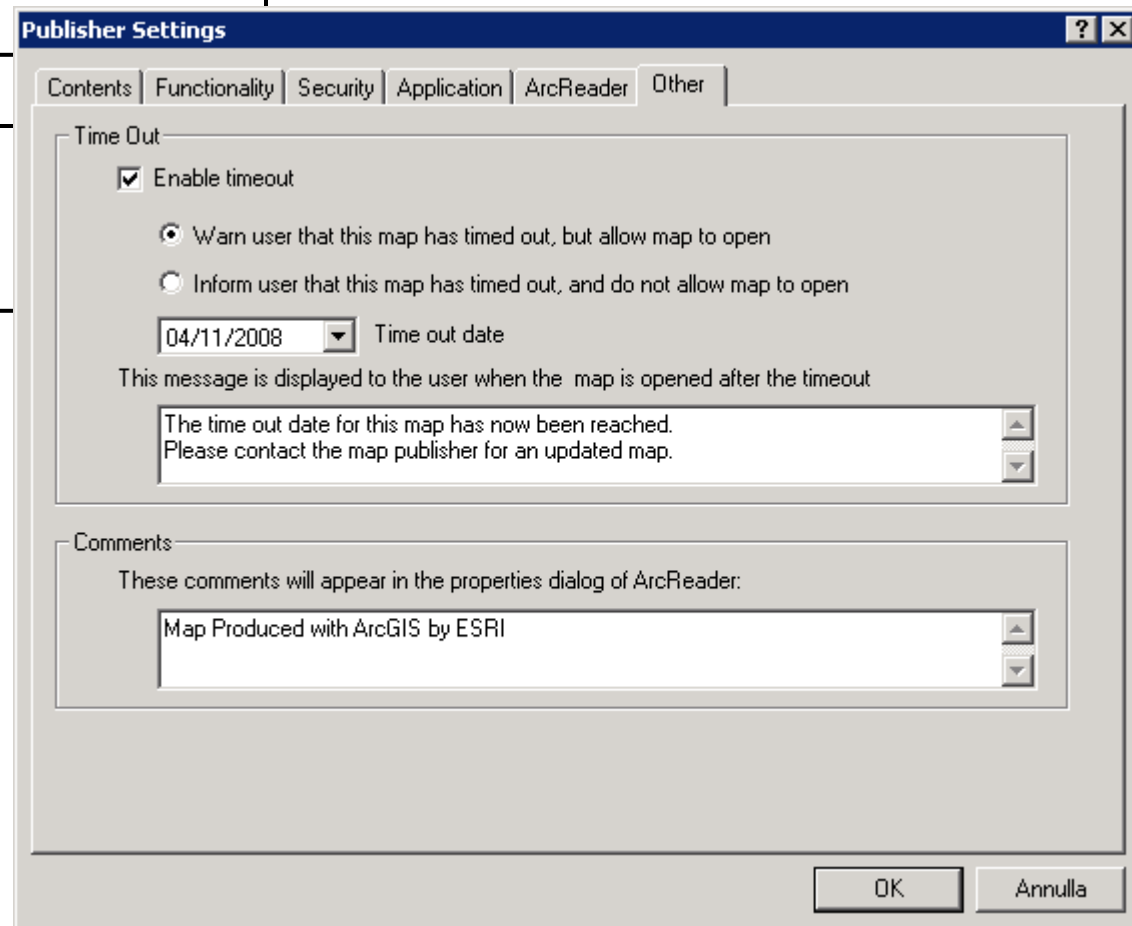 Publisher Settings
Contents Functionality Security Application ArcReader Other
Time Out
Enable timeout
Warn user that this map has timed out, but allow map to open
Inform user that this map has timed out, and do not allow map to open
04/11/2008 Time out date
This message is displayed to the user when the map is opened after the timeout
The time out date for this map has now been reached.
Please contact the map publisher for an updated map.
Comments
These comments will appear in the properties dialog of ArcReader:
Map Produced with ArcGIS by ESRI
OK Annulla